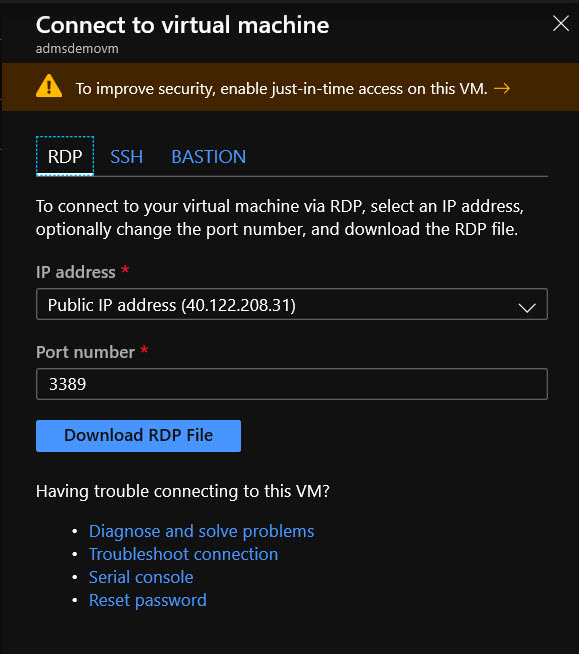 Connect to virtual machine
admsdemovm
To improve security, enable just-in-time access on this VM. →
RDP SSH BASTION
To connect to your virtual machine via RDP, select an IP address,
optionally change the port number, and download the RDP file.
IP address *
Public IP address (40.122.208.31)
Port number *
3389
Download RDP File
Having trouble connecting to this VM?
• Diagnose and solve problems
• Troubleshoot connection
• Serial console
• Reset password